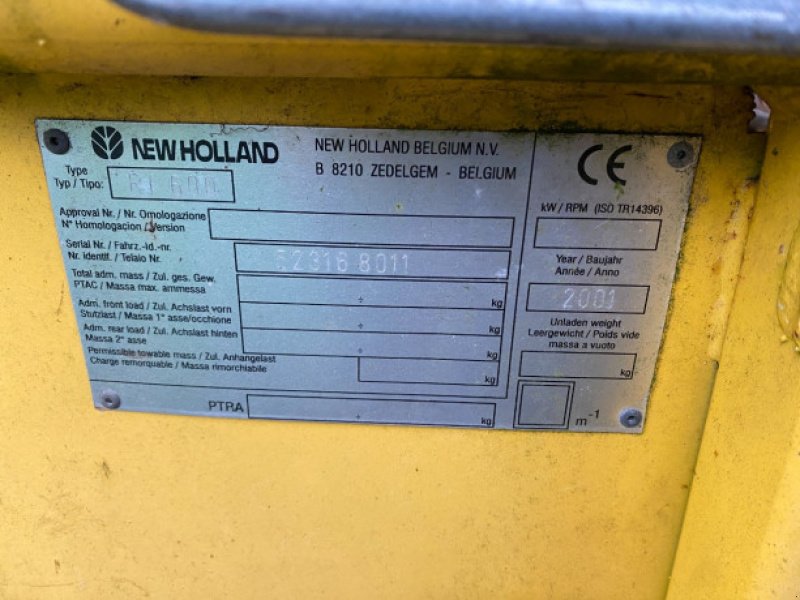 NEW HOLLAND
NEW HOLLAND BELGIUM N.V.
B 8210 ZEDELGEM - BELGIUM
Type
Typ / Tipo:
Approval Nr. / Nr. Omologazione
N° Homologacion / Version
Serial Nr. / Fahrz.-Id.-nr.
Nr. Identif. / Telaio Nr.
2316 8011
Total adm. mass / Zul. ges. Gew.
PTAC / Massa max. ammessa
÷ kg
Adm. front load / Zul. Achslast vorn
Stutzlast / Massa 1° asse/occhione
÷ kg
Adm. rear load / Zul. Achslast hinten
Massa 2° asse
÷ kg
Permissible towable mass / Zul. Anhangelast
Charge remorquable / Massa rimorchiabile
kg
PTRA
÷ kg
CE
kW / RPM (ISO TR14396)
Year / Baujahr
Année / Anno
2001
Unladen weight
Leergewicht / Poids vide
massa a vuoto
kg
m⁻¹